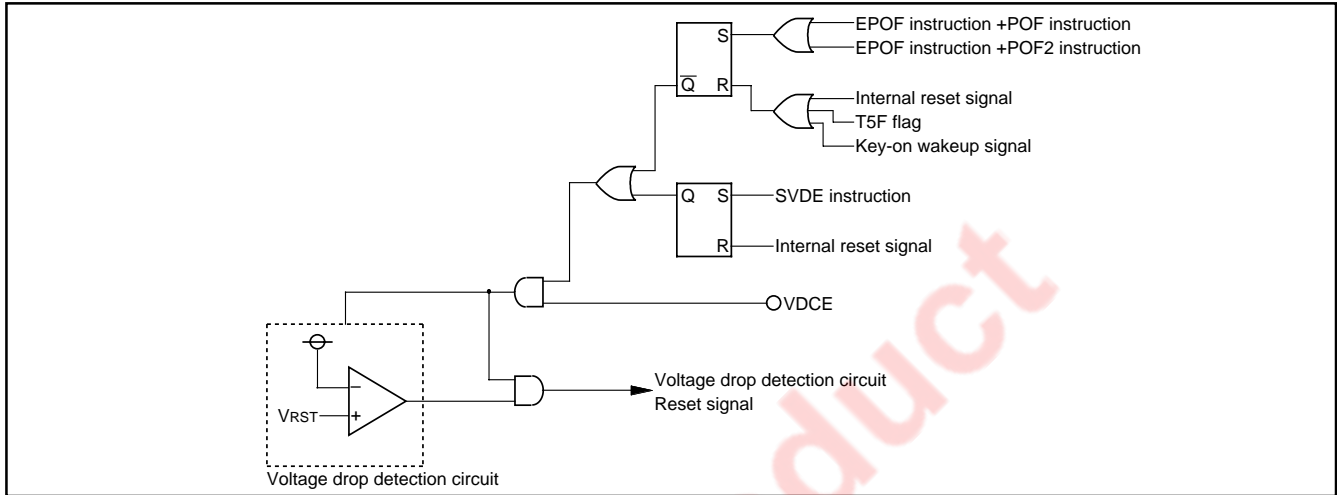 EPOF instruction +POF instruction
S
EPOF instruction +POF2 instruction
Q R
Internal reset signal
T5F flag
Key-on wakeup signal
Q S
SVDE instruction
R
Internal reset signal
VDCE
−
Voltage drop detection circuit
Reset signal
VRST
+
Voltage drop detection circuit